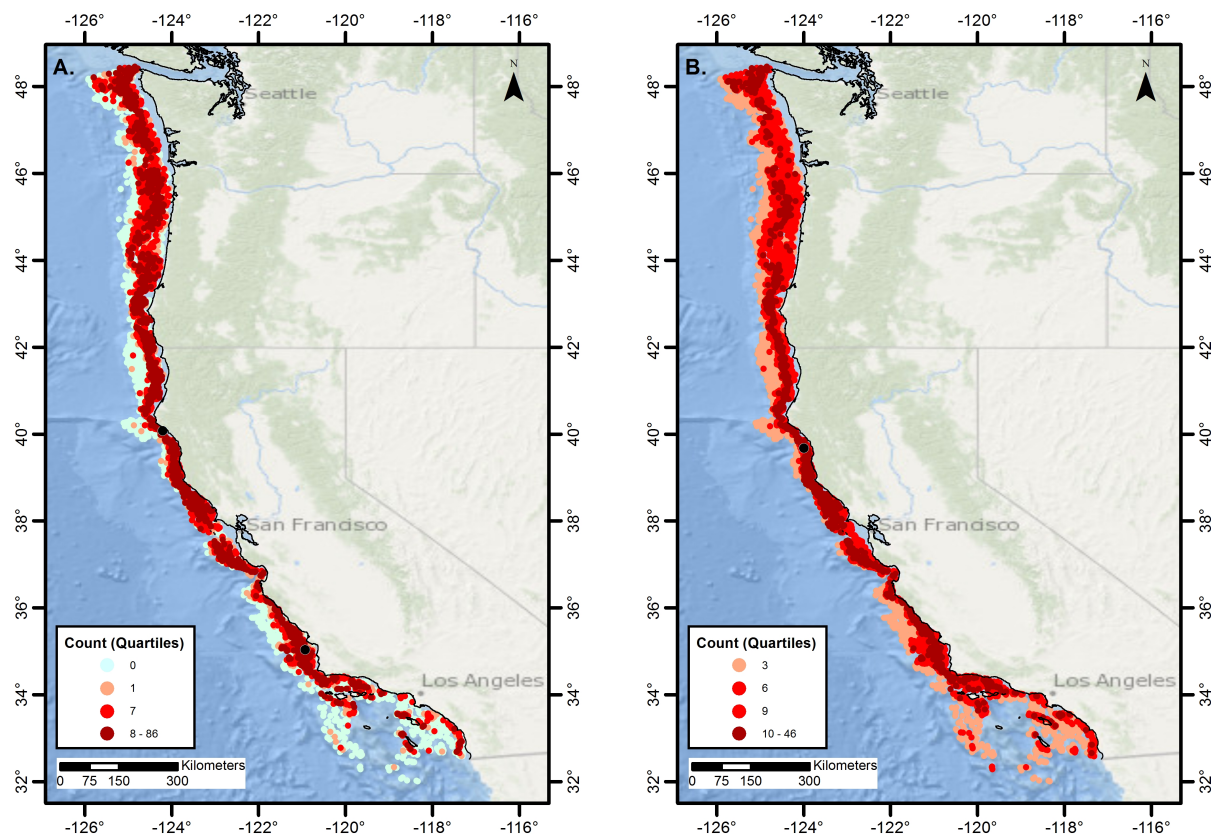 -126° -124° -122° -120° -118° -116°
A.
N
Seattle
48°
48°
46°
46°
44°
44°
42°
42°
40°
40°
San Francisco
38°
38°
36°
36°
Count (Quartiles)
0
1
7
8 - 86
Los Angeles
34°
34°
Kilometers
0 75 150 300
32°
32°
-126° -124° -122° -120° -118° -116°
-126° -124° -122° -120° -118° -116°
B.
N
Seattle
48°
48°
46°
46°
44°
44°
42°
42°
40°
40°
San Francisco
38°
38°
36°
36°
Count (Quartiles)
3
6
9
10 - 46
Los Angeles
34°
34°
Kilometers
0 75 150 300
32°
32°
-126° -124° -122° -120° -118° -116°